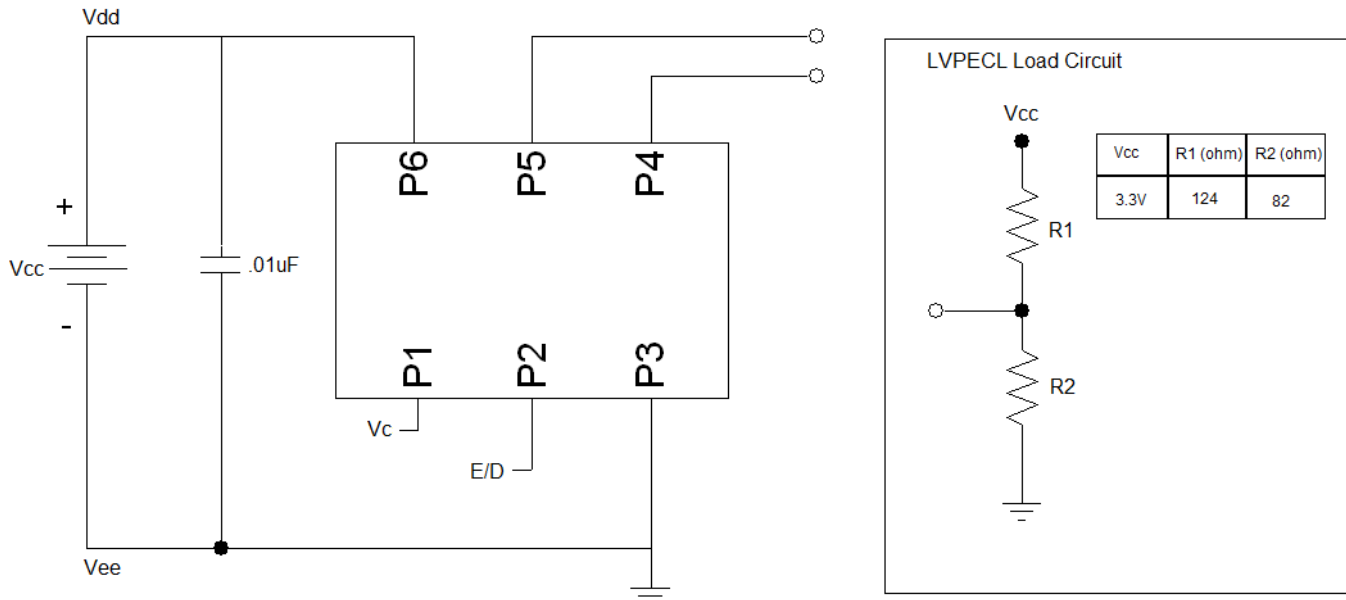 Vdd
P6
P5
P4
+
Vcc
-
.01uF
P1
P2
P3
Vc
E/D
Vee
LVPECL Load Circuit
Vcc
R1
R2
Vcc R1 (ohm) R2 (ohm)
3.3V 124 82